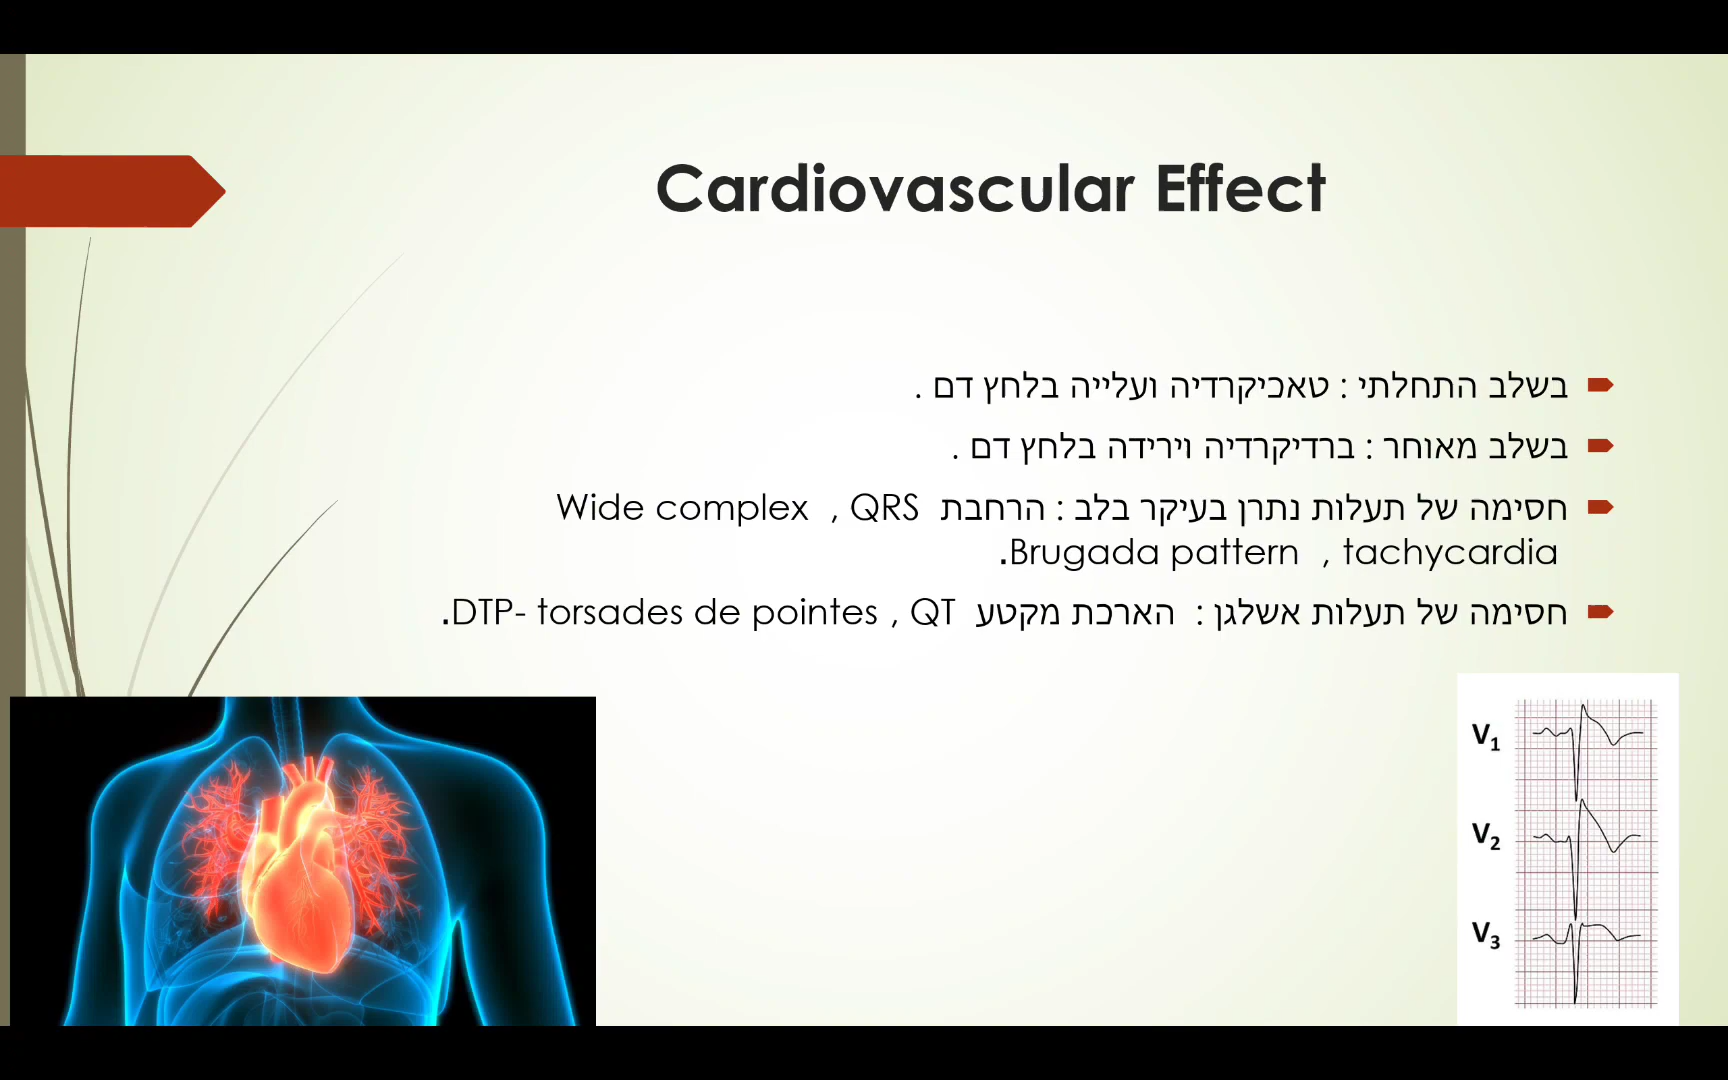 Cardiovascular Effect
בשלב התחלתי : טאכיקרדיה ועלייה בלחץ דם .
בשלב מאוחר : ברדיקרדיה וירידה בלחץ דם .
חסימה של תעלות נתרן בעיקר בלב : הרחבת QRS , Wide complex
tachycardia , Brugada pattern.
חסימה של תעלות אשלגן : הארכת מקטע QT , DTP- torsades de pointes.
V1
V2
V3